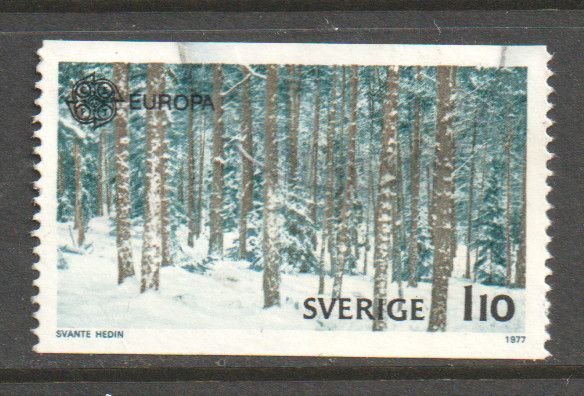 EUROPA
SVERIGE 110
SVANTE HEDIN 1977